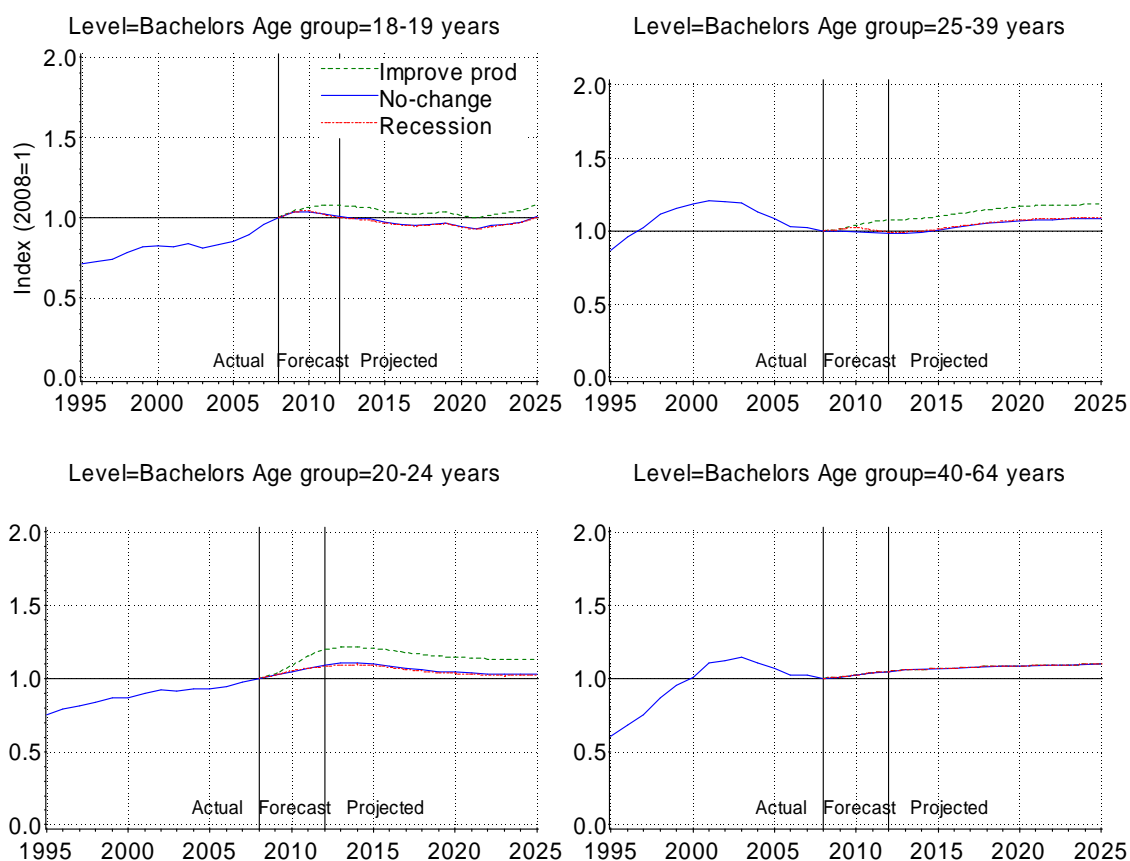 Level=Bachelors Age group=18-19 years
Index (2008=1)
2.0
1.5
1.0
0.5
0.0
Improve prod
No-change
Recession
Actual Forecast Projected
1995 2000 2005 2010 2015 2020 2025
Level=Bachelors Age group=25-39 years
2.0
1.5
1.0
0.5
0.0
Actual Forecast Projected
1995 2000 2005 2010 2015 2020 2025
Level=Bachelors Age group=20-24 years
2.0
1.5
1.0
0.5
0.0
Actual Forecast Projected
1995 2000 2005 2010 2015 2020 2025
Level=Bachelors Age group=40-64 years
2.0
1.5
1.0
0.5
0.0
Actual Forecast Projected
1995 2000 2005 2010 2015 2020 2025